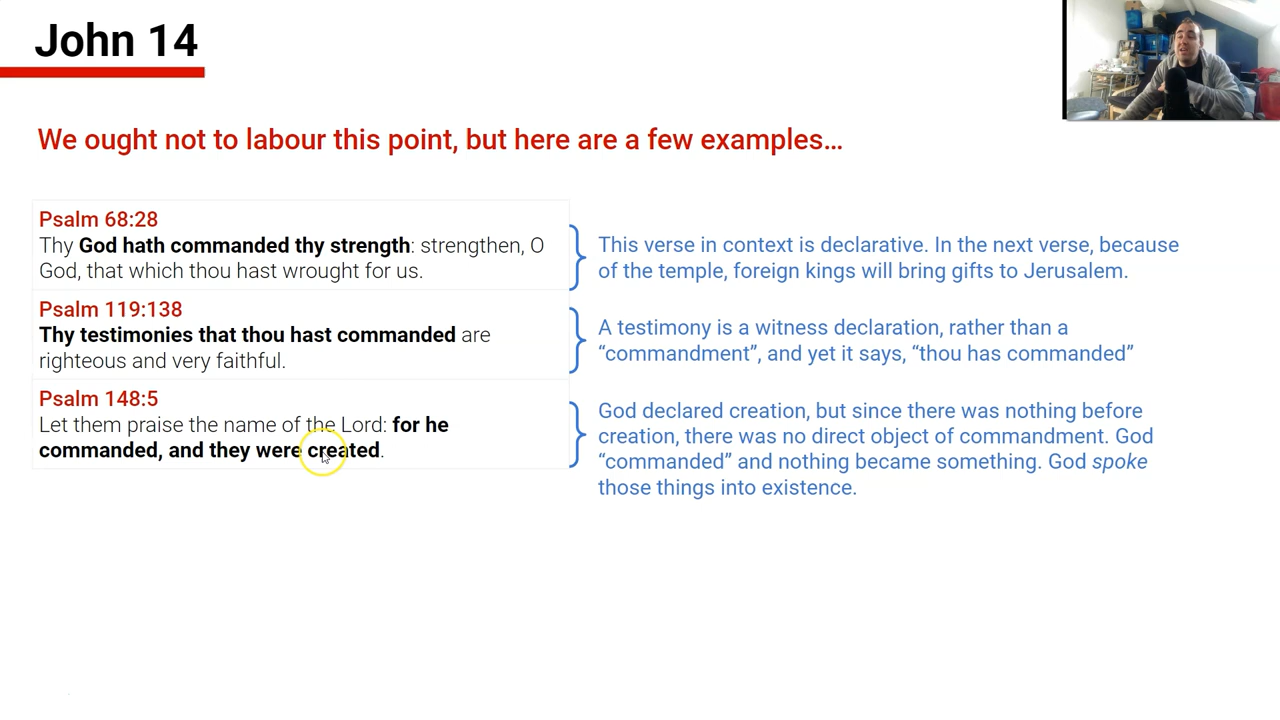 John 14
We ought not to labour this point, but here are a few examples…
Psalm 68:28
Thy God hath commanded thy strength: strengthen, O
God, that which thou hast wrought for us.
This verse in context is declarative. In the next verse, because
of the temple, foreign kings will bring gifts to Jerusalem.
Psalm 119:138
Thy testimonies that thou hast commanded are
righteous and very faithful.
A testimony is a witness declaration, rather than a
“commandment”, and yet it says, “thou has commanded”
Psalm 148:5
Let them praise the name of the Lord: for he
commanded, and they were created.
God declared creation, but since there was nothing before
creation, there was no direct object of commandment. God
“commanded” and nothing became something. God spoke
those things into existence.